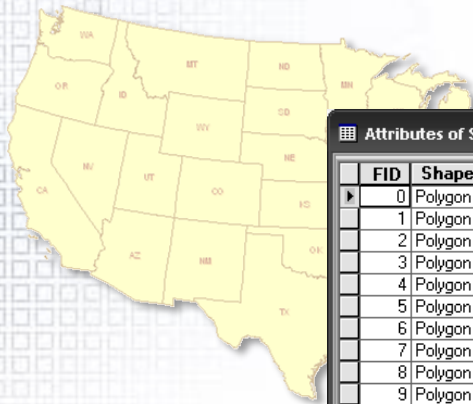 WA
MT
ND
MN
OR
ID
SD
WY
NE
NV
UT
CO
KS
CA
OK
AZ
NM
TX
Attributes of S
FID Shape
0 Polygon
1 Polygon
2 Polygon
3 Polygon
4 Polygon
5 Polygon
6 Polygon
7 Polygon
8 Polygon
9 Polygon